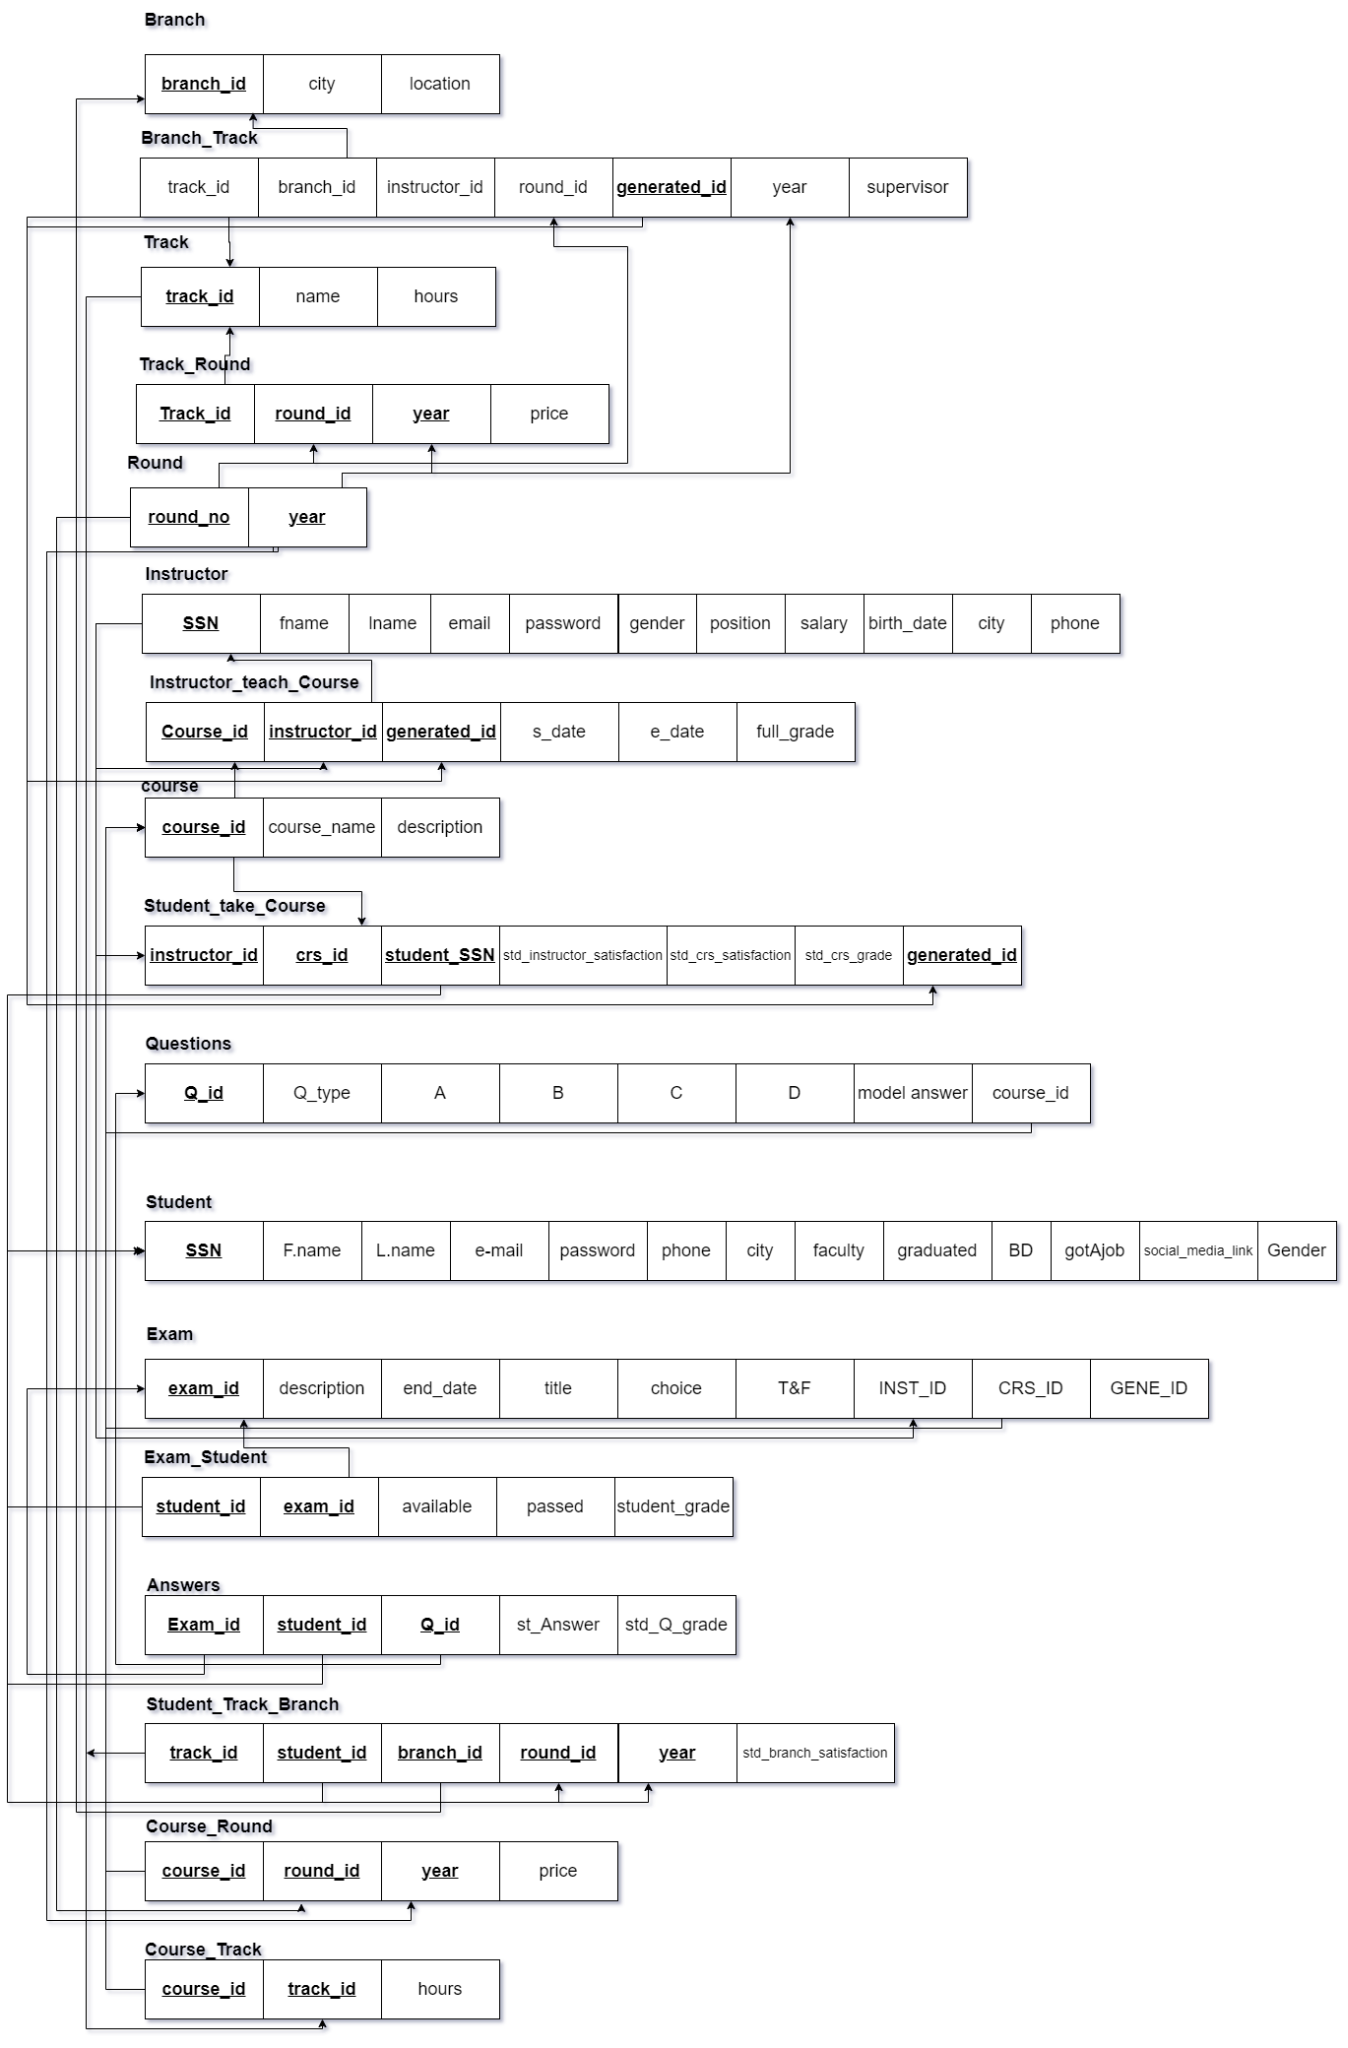 Branch
branch_id city location
Branch_Track
track_id branch_id instructor_id round_id generated_id year supervisor
Track
track_id name hours
Track_Round
Track_id round_id year price
Round
round_no year
Instructor
SSN fname lname email password gender position salary birth_date city phone
Instructor_teach_Course
Course_id instructor_id generated_id s_date e_date full_grade
course
course_id course_name description
Student_take_Course
instructor_id crs_id student_SSN std_instructor_satisfaction std_crs_satisfaction std_crs_grade generated_id
Questions
Q_id Q_type A B C D model answer course_id
Student
SSN F.name L.name e-mail password phone city faculty graduated BD gotAjob social_media_link Gender
Exam
exam_id description end_date title choice T&F INST_ID CRS_ID GENE_ID
Exam_Student
student_id exam_id available passed student_grade
Answers
Exam_id student_id Q_id st_Answer std_Q_grade
Student_Track_Branch
track_id student_id branch_id round_id year std_branch_satisfaction
Course_Round
course_id round_id year price
Course_Track
course_id track_id hours